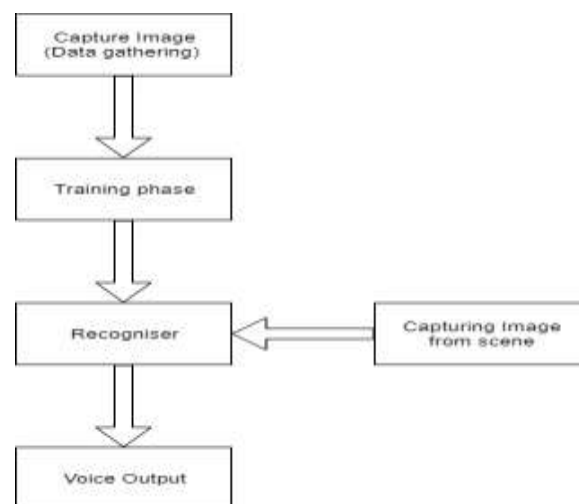 Capture Image
(Data gathering)
Training phase
Recogniser
Capturing Image
from scene
Voice Output